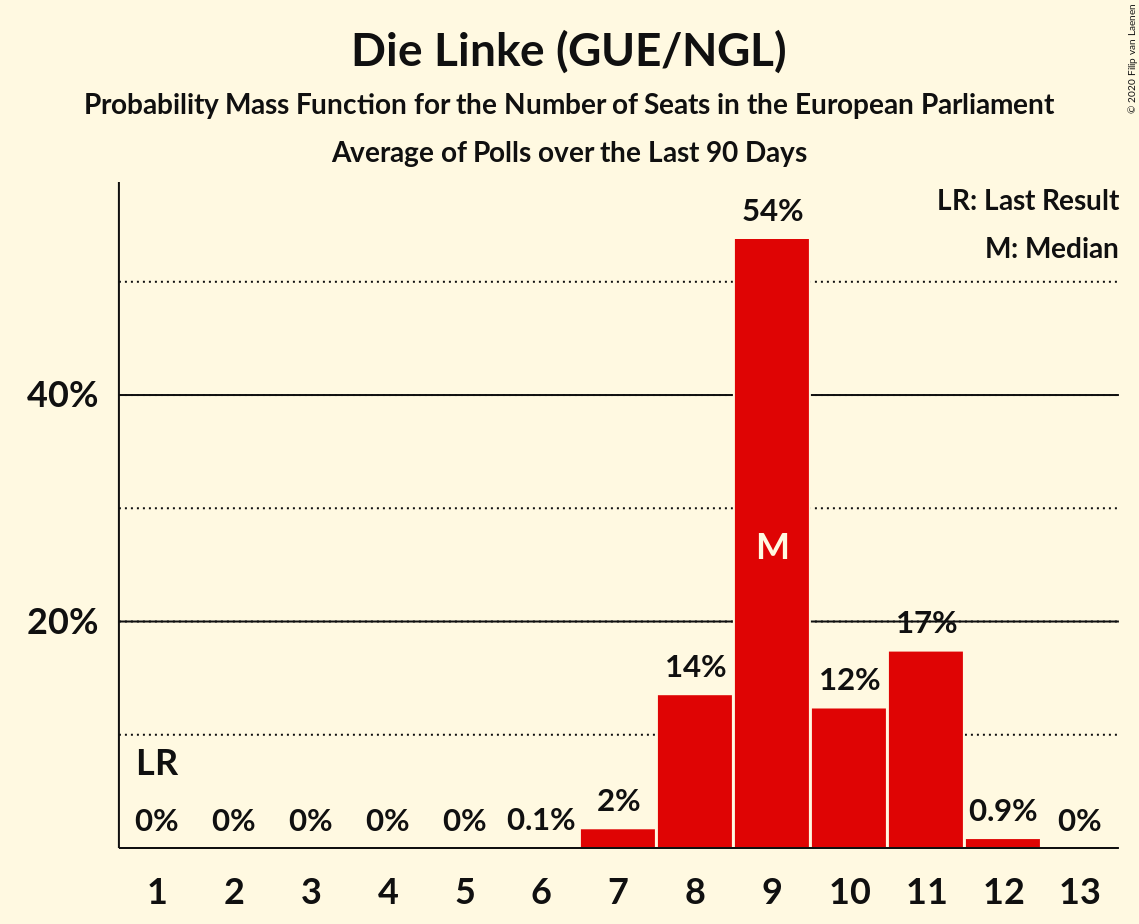 Die Linke (GUE/NGL)
Probability Mass Function for the Number of Seats in the European Parliament
Average of Polls over the Last 90 Days
© 2020 Filip van Laenen
LR: Last Result
M: Median
54%
40%
M
20%
17%
14%
12%
LR
0% 0% 0% 0% 0% 0.1% 2% 0.9% 0%
1 2 3 4 5 6 7 8 9 10 11 12 13